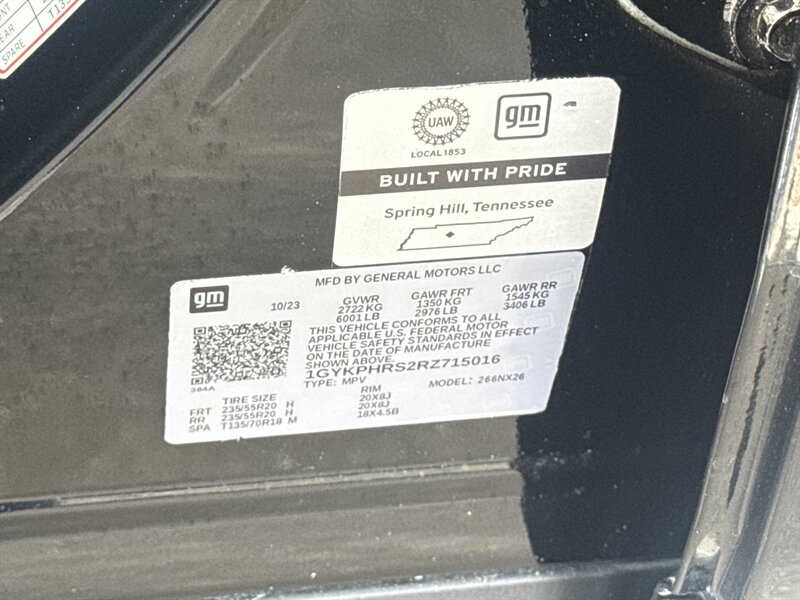 NT
EAR
SPARE
T135
UAW
LOCAL 1853
gm
BUILT WITH PRIDE
Spring Hill, Tennessee
gm
MFD BY GENERAL MOTORS LLC
10/23
GVWR GAWR FRT GAWR RR
2722 KG 1350 KG 1545 KG
6001 LB 2976 LB 3406 LB
THIS VEHICLE CONFORMS TO ALL
APPLICABLE U.S. FEDERAL MOTOR
VEHICLE SAFETY STANDARDS IN EFFECT
ON THE DATE OF MANUFACTURE
SHOWN ABOVE.
1GYKPHRS2RZ715016
TYPE: MPV MODEL: 266NX26
384A
TIRE SIZE RIM
FRT 235/55R20 H 20X8J
RR 235/55R20 H 20X8J
SPA T135/70R18 M 18X4.5B